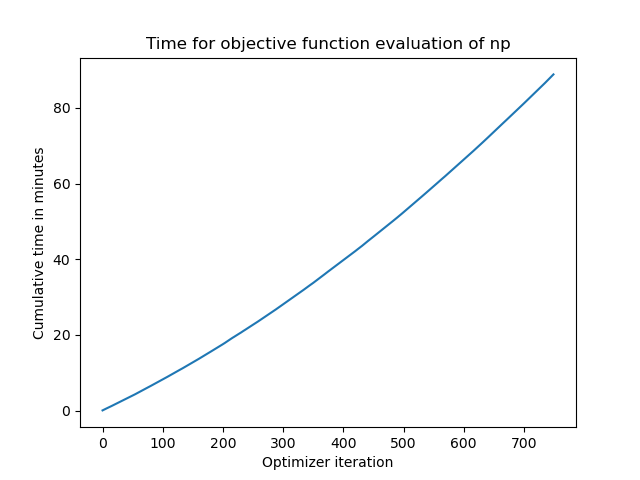 Time for objective function evaluation of np
80
60
40
20
0
Cumulative time in minutes
0 100 200 300 400 500 600 700
Optimizer iteration